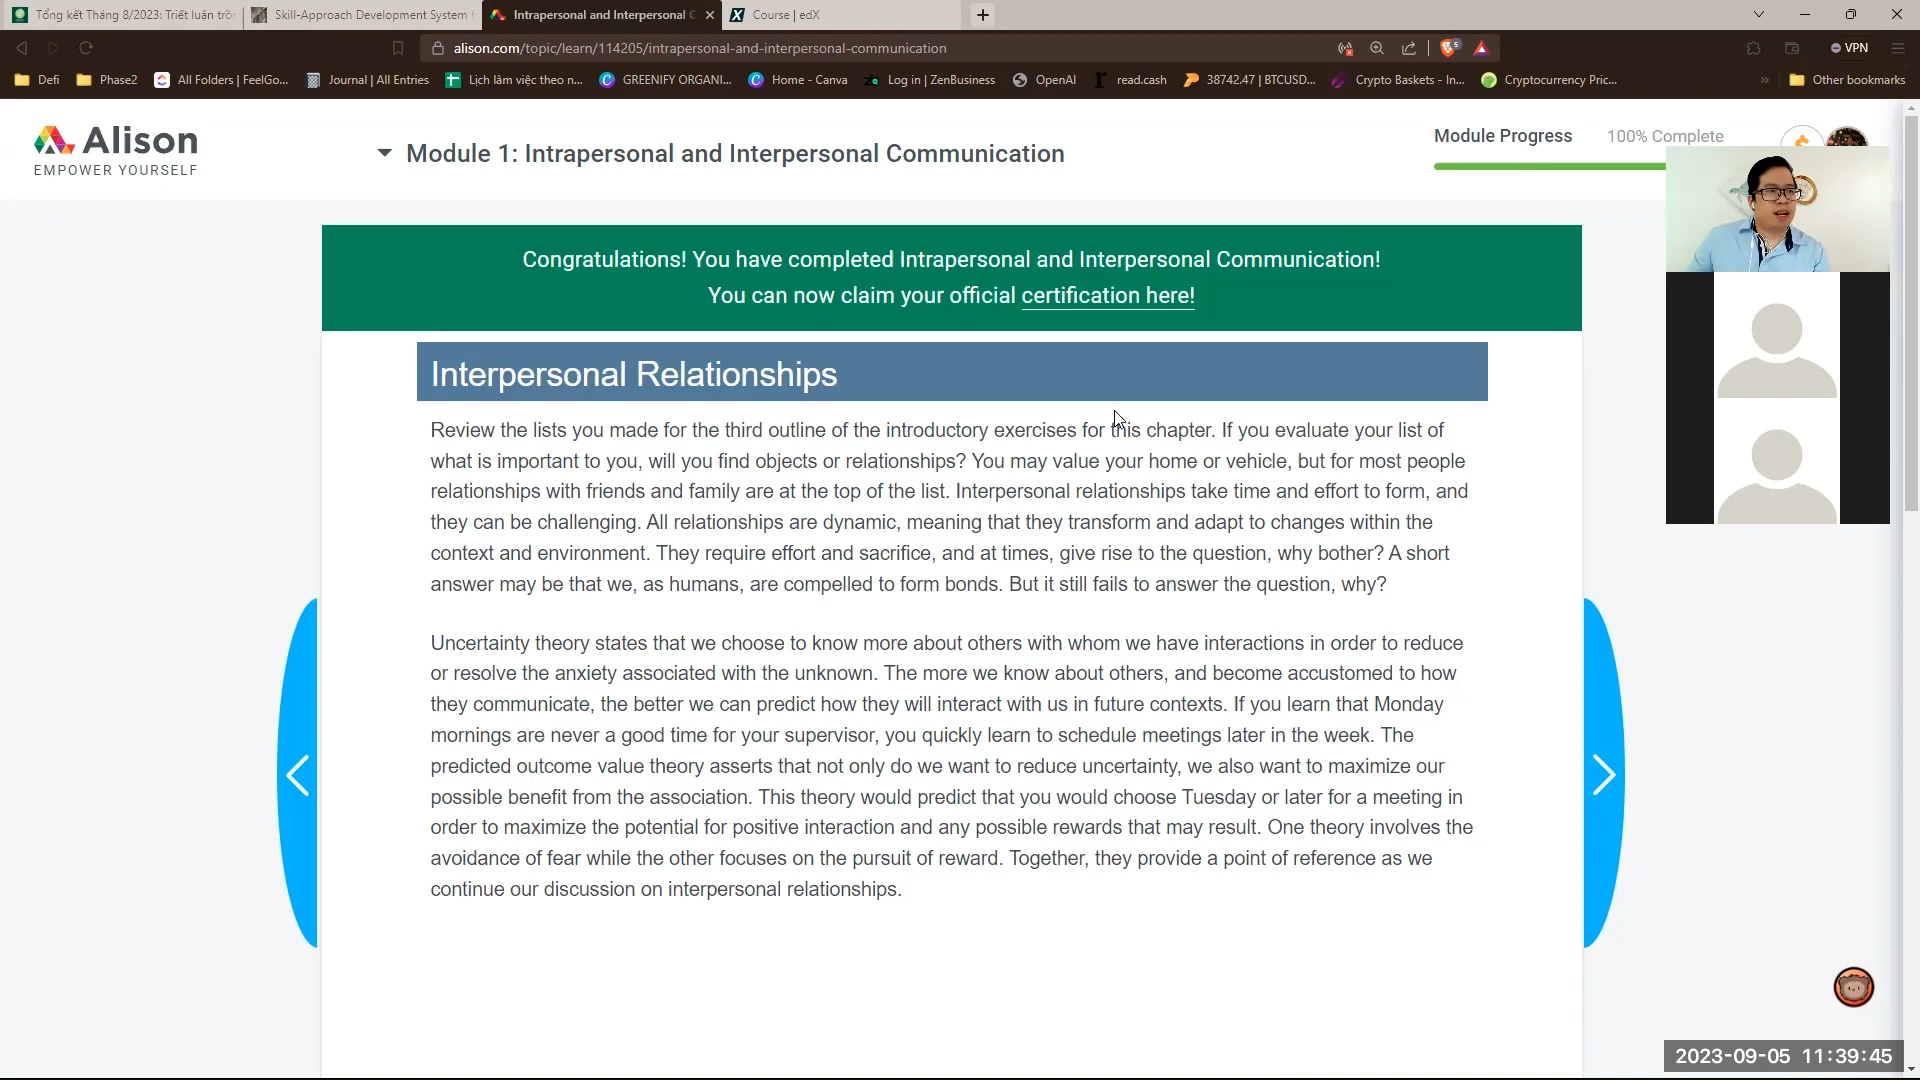 Tổng kết Tháng 8/2023: Triết luận trồn
Skill-Approach Development System f
Intrapersonal and Interpersonal C
Course | edX
alison.com/topic/learn/114205/intrapersonal-and-interpersonal-communication
5
VPN
Defi
Phase2
All Folders | FeelGo...
Journal | All Entries
Lịch làm việc theo n...
GREENIFY ORGANI...
Home - Canva
Log in | ZenBusiness
OpenAI
read.cash
38742.47 | BTCUSD...
Crypto Baskets - In...
Cryptocurrency Pric...
Other bookmarks
Alison
EMPOWER YOURSELF
Module 1: Intrapersonal and Interpersonal Communication
Module Progress 100% Complete
Congratulations! You have completed Intrapersonal and Interpersonal Communication!
You can now claim your official certification here!
Interpersonal Relationships
Review the lists you made for the third outline of the introductory exercises for this chapter. If you evaluate your list of
what is important to you, will you find objects or relationships? You may value your home or vehicle, but for most people
relationships with friends and family are at the top of the list. Interpersonal relationships take time and effort to form, and
they can be challenging. All relationships are dynamic, meaning that they transform and adapt to changes within the
context and environment. They require effort and sacrifice, and at times, give rise to the question, why bother? A short
answer may be that we, as humans, are compelled to form bonds. But it still fails to answer the question, why?
Uncertainty theory states that we choose to know more about others with whom we have interactions in order to reduce
or resolve the anxiety associated with the unknown. The more we know about others, and become accustomed to how
they communicate, the better we can predict how they will interact with us in future contexts. If you learn that Monday
mornings are never a good time for your supervisor, you quickly learn to schedule meetings later in the week. The
predicted outcome value theory asserts that not only do we want to reduce uncertainty, we also want to maximize our
possible benefit from the association. This theory would predict that you would choose Tuesday or later for a meeting in
order to maximize the potential for positive interaction and any possible rewards that may result. One theory involves the
avoidance of fear while the other focuses on the pursuit of reward. Together, they provide a point of reference as we
continue our discussion on interpersonal relationships.
2023-09-05 11:39:45